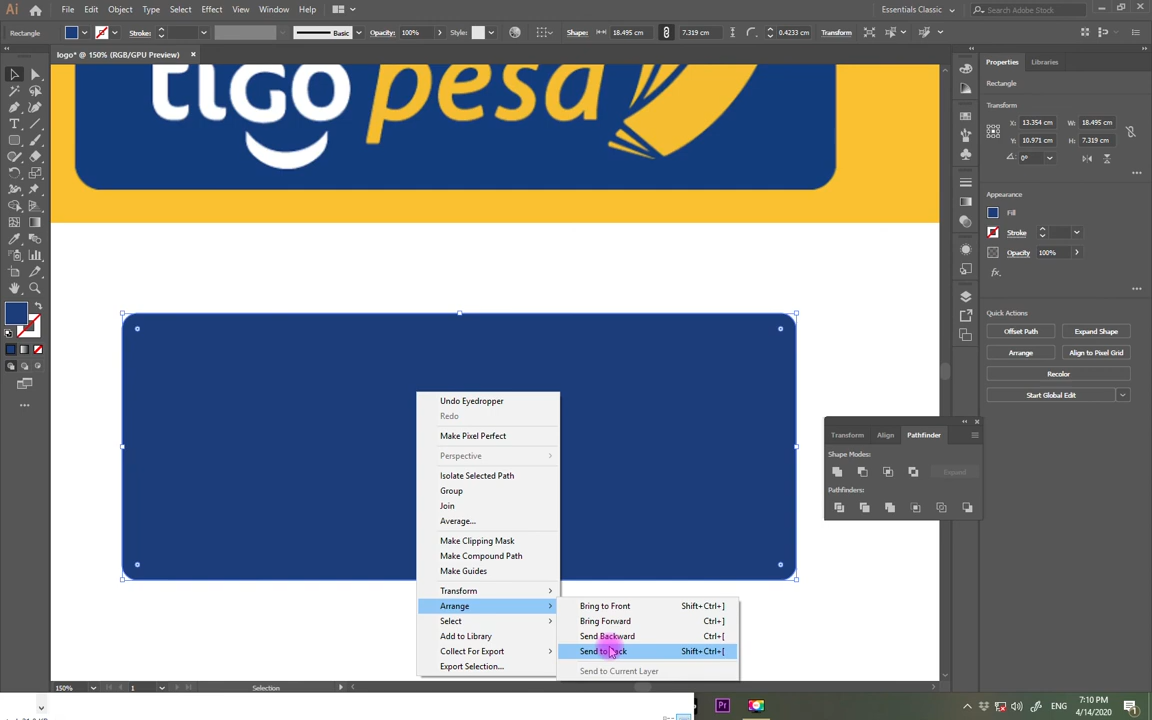 Ai File Edit Object Type Select Effect View Window Help Essentials Classic Search Adobe Stock
Rectangle Stroke: Basic Opacity: 100% Style: Shape: 18.495 cm 7.319 cm 0.4233 cm Transform
logo* @ 150% (RGB/GPU Preview) ×
Properties Libraries
Rectangle
Transform
X: 13.354 cm W: 18.495 cm
Y: 10.971 cm H: 7.319 cm
0°
Appearance
Fill
Stroke
Opacity 100%
fx.
Quick Actions
Offset Path Expand Shape
Arrange Align to Pixel Grid
Recolor
Start Global Edit
tigo pesa
Undo Eyedropper
Redo
Make Pixel Perfect
Perspective
Isolate Selected Path
Group
Join
Average...
Make Clipping Mask
Make Compound Path
Make Guides
Transform
Arrange
Select
Add to Library
Collect For Export
Export Selection...
Bring to Front Shift+Ctrl+]
Bring Forward Ctrl+]
Send Backward Ctrl+[
Send to Back Shift+Ctrl+[
Send to Current Layer
Transform Align Pathfinder
Shape Modes:
Expand
Pathfinders:
150% 1 Selection
Pr ENG 7:10 PM
4/14/2020